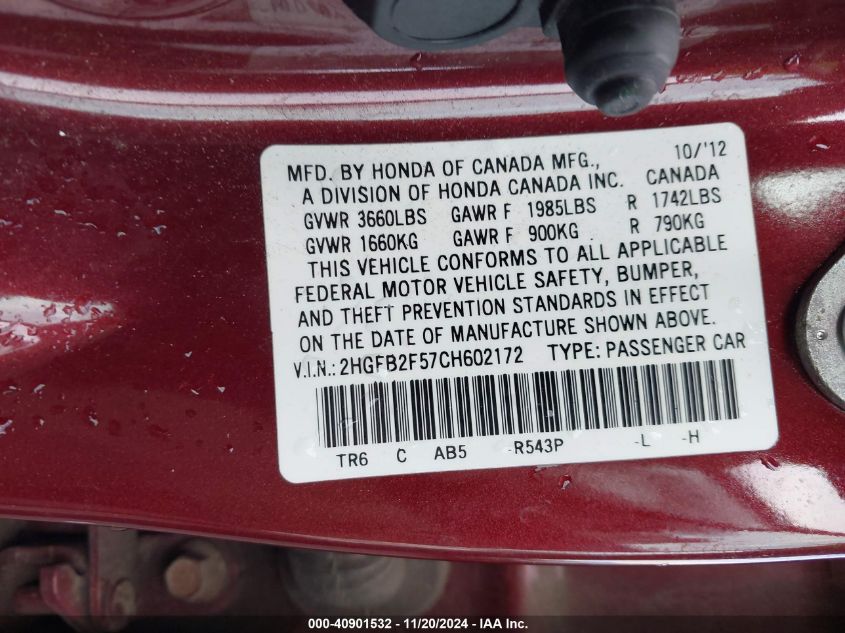 MFD. BY HONDA OF CANADA MFG., 10/'12
A DIVISION OF HONDA CANADA INC. CANADA
GVWR 3660LBS GAWR F 1985LBS R 1742LBS
GVWR 1660KG GAWR F 900KG R 790KG
THIS VEHICLE CONFORMS TO ALL APPLICABLE
FEDERAL MOTOR VEHICLE SAFETY, BUMPER,
AND THEFT PREVENTION STANDARDS IN EFFECT
ON THE DATE OF MANUFACTURE SHOWN ABOVE.
V.I.N.: 2HGFB2F57CH602172 TYPE: PASSENGER CAR
TR6 C AB5 -R543P -L -H
000-40901532 - 11/20/2024 - IAA Inc.